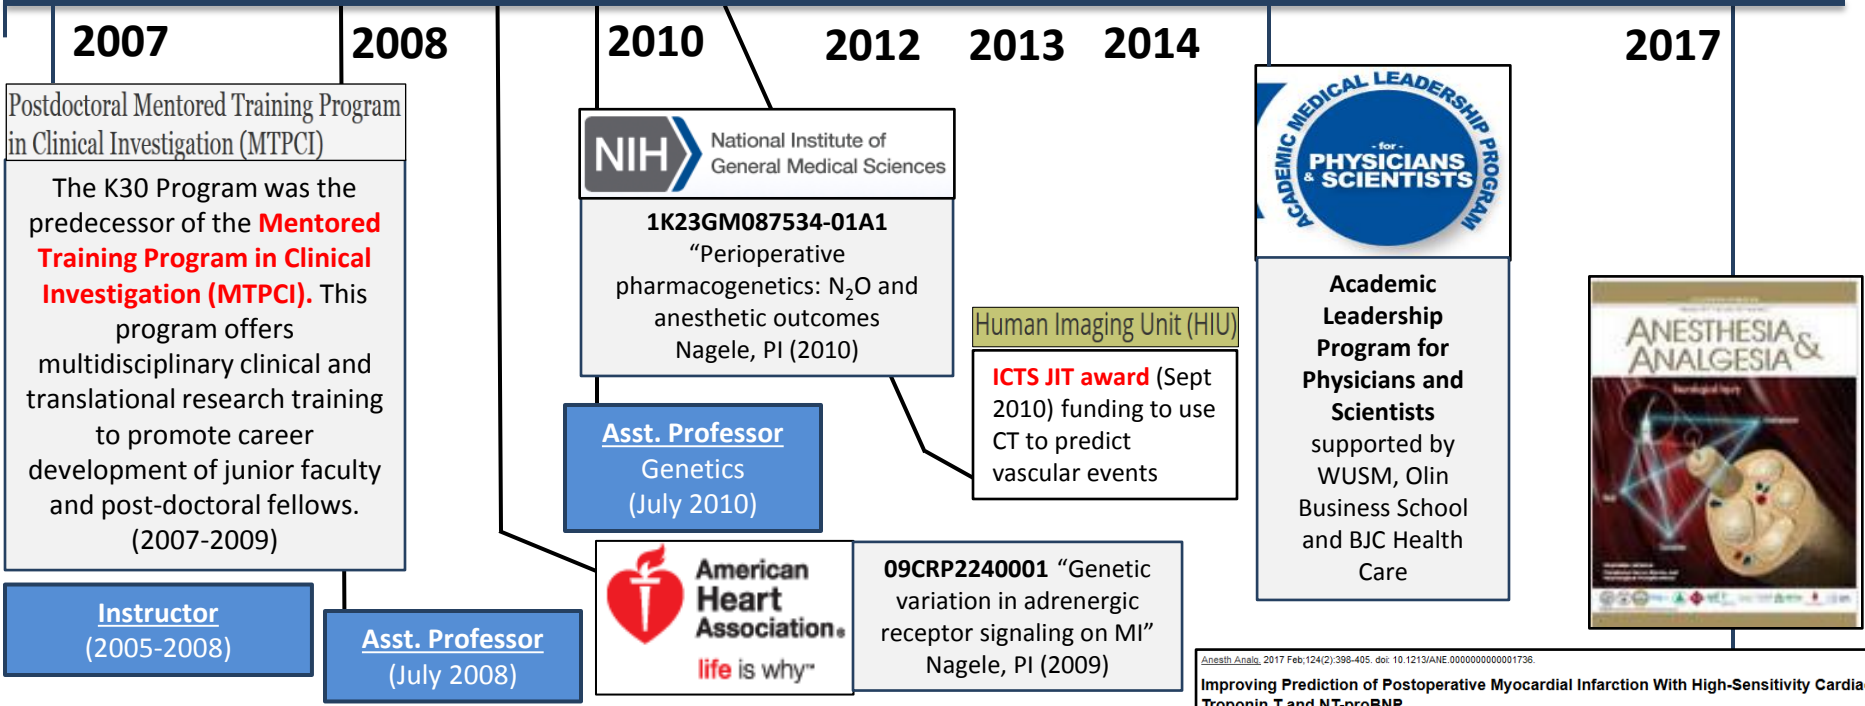 2007
2008
2010
2012
2013
2014
2017
Postdoctoral Mentored Training Program
in Clinical Investigation (MTPCI)
The K30 Program was the
predecessor of the Mentored
Training Program in Clinical
Investigation (MTPCI). This
program offers
multidisciplinary clinical and
translational research training
to promote career
development of junior faculty
and post-doctoral fellows.
(2007-2009)
Instructor
(2005-2008)
Asst. Professor
(July 2008)
NIH
National Institute of
General Medical Sciences
1K23GM087534-01A1
“Perioperative
pharmacogenetics: N₂O and
anesthetic outcomes
Nagele, PI (2010)
Asst. Professor
Genetics
(July 2010)
American
Heart
Association®
life is why™
09CRP2240001 “Genetic
variation in adrenergic
receptor signaling on MI”
Nagele, PI (2009)
Human Imaging Unit (HIU)
ICTS JIT award (Sept
2010) funding to use
CT to predict
vascular events
ACADEMIC MEDICAL LEADERSHIP PROGRAM
- for -
PHYSICIANS
& SCIENTISTS
Academic
Leadership
Program for
Physicians and
Scientists
supported by
WUSM, Olin
Business School
and BJC Health
Care
ANESTHESIA &
ANALGESIA
Neurological Injury
Anesth Analg. 2017 Feb;124(2):398-405. doi: 10.1213/ANE.0000000000001736.
Improving Prediction of Postoperative Myocardial Infarction With High-Sensitivity Cardia
Troponin T and NT-proBNP